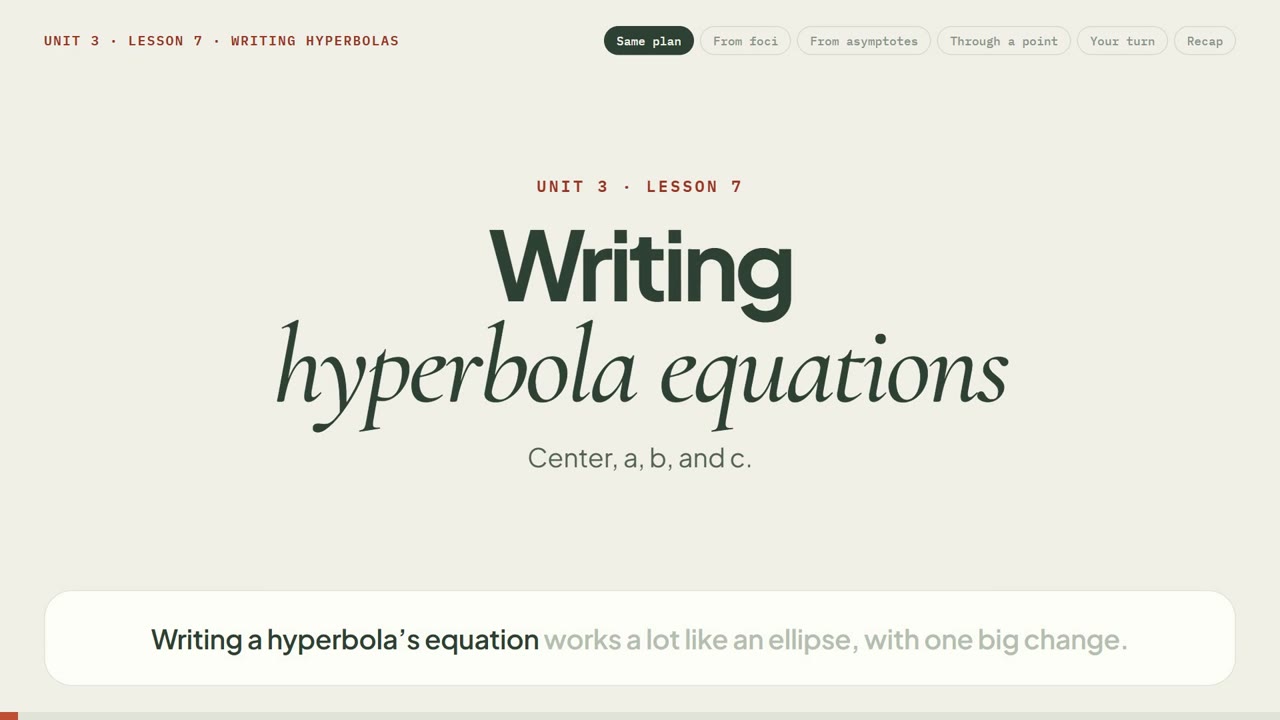 UNIT 3 · LESSON 7 · WRITING HYPERBOLAS
Same plan
From foci
From asymptotes
Through a point
Your turn
Recap
UNIT 3 · LESSON 7
Writing
hyperbola equations
Center, a, b, and c.
Writing a hyperbola’s equation works a lot like an ellipse, with one big change.